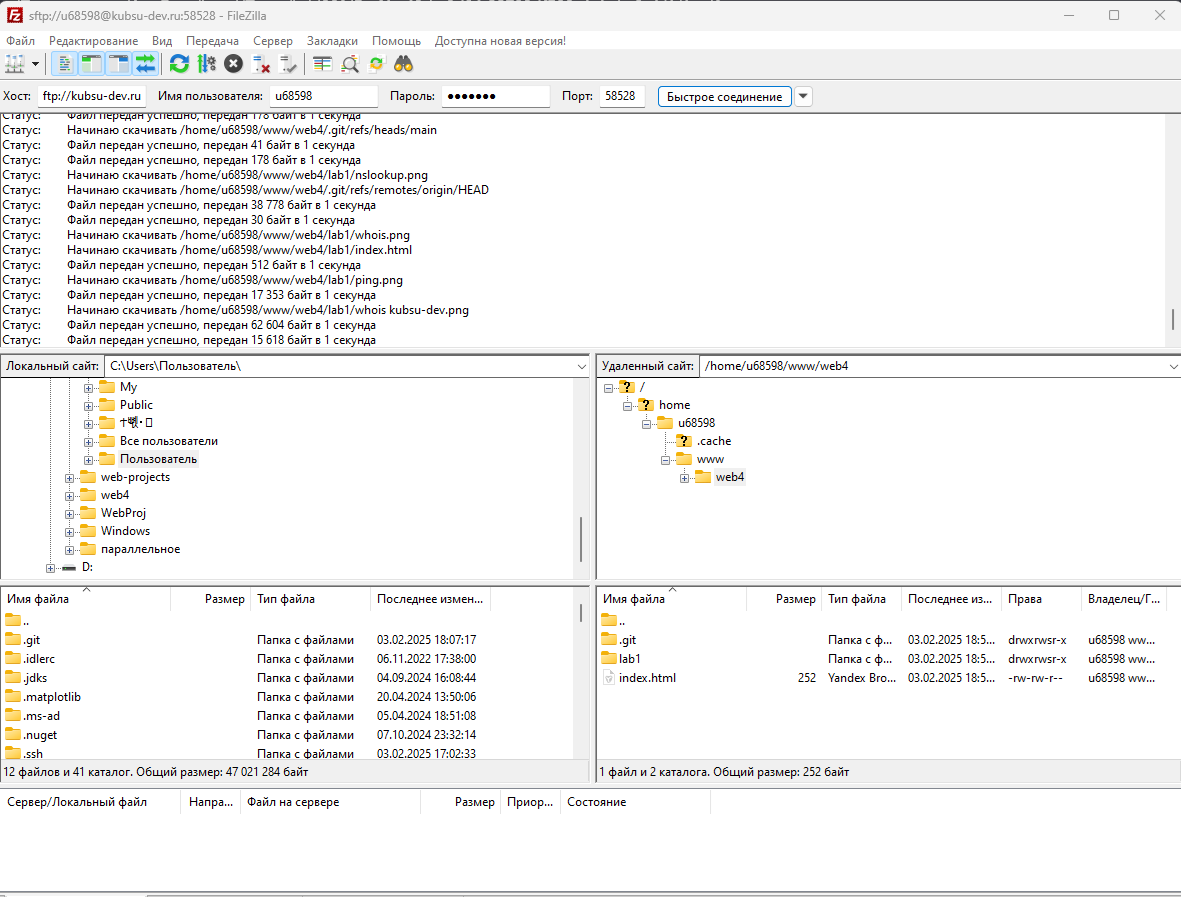 sftp://u68598@kubsu-dev.ru:58528 - FileZilla
Файл Редактирование Вид Передача Сервер Закладки Помощь Доступна новая версия!
Хост: ftp://kubsu-dev.ru Имя пользователя: u68598 Пароль: ●●●●●●● Порт: 58528 Быстрое соединение
Статус: Файл передан успешно, передан 178 байт в 1 секунда
Статус: Начинаю скачивать /home/u68598/www/web4/.git/refs/heads/main
Статус: Файл передан успешно, передан 41 байт в 1 секунда
Статус: Файл передан успешно, передан 178 байт в 1 секунда
Статус: Начинаю скачивать /home/u68598/www/web4/lab1/nslookup.png
Статус: Начинаю скачивать /home/u68598/www/web4/.git/refs/remotes/origin/HEAD
Статус: Файл передан успешно, передан 38 778 байт в 1 секунда
Статус: Файл передан успешно, передан 30 байт в 1 секунда
Статус: Начинаю скачивать /home/u68598/www/web4/lab1/whois.png
Статус: Начинаю скачивать /home/u68598/www/web4/lab1/index.html
Статус: Файл передан успешно, передан 512 байт в 1 секунда
Статус: Начинаю скачивать /home/u68598/www/web4/lab1/ping.png
Статус: Файл передан успешно, передан 17 353 байт в 1 секунда
Статус: Начинаю скачивать /home/u68598/www/web4/lab1/whois kubsu-dev.png
Статус: Файл передан успешно, передан 62 604 байт в 1 секунда
Статус: Файл передан успешно, передан 15 618 байт в 1 секунда
Локальный сайт: C:\Users\Пользователь\
My
Public
Все пользователи
Пользователь
web-projects
web4
WebProj
Windows
параллельное
D:
Удаленный сайт: /home/u68598/www/web4
/
home
u68598
.cache
www
web4
Имя файла Размер Тип файла Последнее измен...
..
.git Папка с файлами 03.02.2025 18:07:17
.idlerc Папка с файлами 06.11.2022 17:38:00
.jdks Папка с файлами 04.09.2024 16:08:44
.matplotlib Папка с файлами 20.04.2024 13:50:06
.ms-ad Папка с файлами 05.04.2024 18:51:08
.nuget Папка с файлами 07.10.2024 23:32:14
.ssh Папка с файлами 03.02.2025 17:02:33
12 файлов и 41 каталог. Общий размер: 47 021 284 байт
Имя файла Размер Тип файла Последнее из... Права Владелец/Г...
..
.git Папка с ф... 03.02.2025 18:5... drwxrwsr-x u68598 ww...
lab1 Папка с ф... 03.02.2025 18:5... drwxrwsr-x u68598 ww...
index.html 252 Yandex Bro... 03.02.2025 18:5... -rw-rw-r-- u68598 ww...
1 файл и 2 каталога. Общий размер: 252 байт
Сервер/Локальный файл Напра... Файл на сервере Размер Приор... Состояние